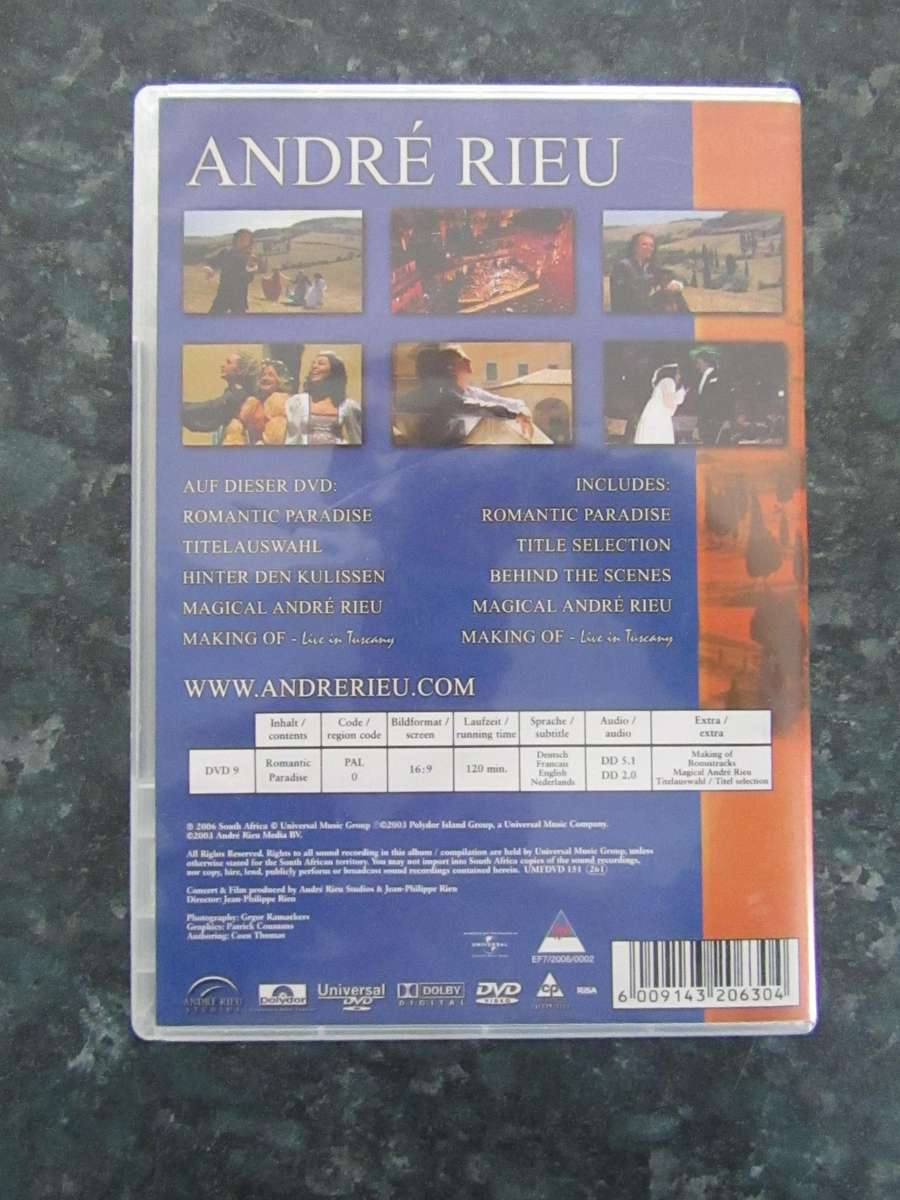 ANDRÉ RIEU
AUF DIESER DVD:
ROMANTIC PARADISE
TITELAUSWAHL
HINTER DEN KULISSEN
MAGICAL ANDRÉ RIEU
MAKING OF - Live in Tuscany
INCLUDES:
ROMANTIC PARADISE
TITLE SELECTION
BEHIND THE SCENES
MAGICAL ANDRÉ RIEU
MAKING OF - Live in Tuscany
WWW.ANDRERIEU.COM
Inhalt / contents
Code / region code
Bildformat / screen
Laufzeit / running time
Sprache / subtitle
Audio / audio
Extra / extra
DVD 9
Romantic Paradise
PAL 0
16:9
120 min.
Deutsch
Francais
English
Nederlands
DD 5.1
DD 2.0
Making of
Bonustracks
Magical André Rieu
Titelauswahl / Titel selection
℗ 2006 South Africa © Universal Music Group ℗©2003 Polydor Island Group, a Universal Music Company.
©2003 André Rieu Media BV.
All Rights Reserved. Rights to all sound recording in this album / compilation are held by Universal Music Group, unless
otherwise stated for the South African territory. You may not import into South Africa copies of the sound recordings,
nor copy, hire, lend, publicly perform or broadcast sound recordings contained herein. UMFDVD 151 (261)
Concert & Film produced by André Rieu Studios & Jean-Philippe Rieu
Director: Jean-Philippe Rieu
Photography: Gregor Ramaekers
Graphics: Patrick Coumans
Authoring: Coen Thomas
UNIVERSAL
EF7/2006/0002
ANDRÉ RIEU STUDIOS
Polydor
Universal DVD
DOLBY DIGITAL
DVD VIDEO
RiSA
6 009143 206304